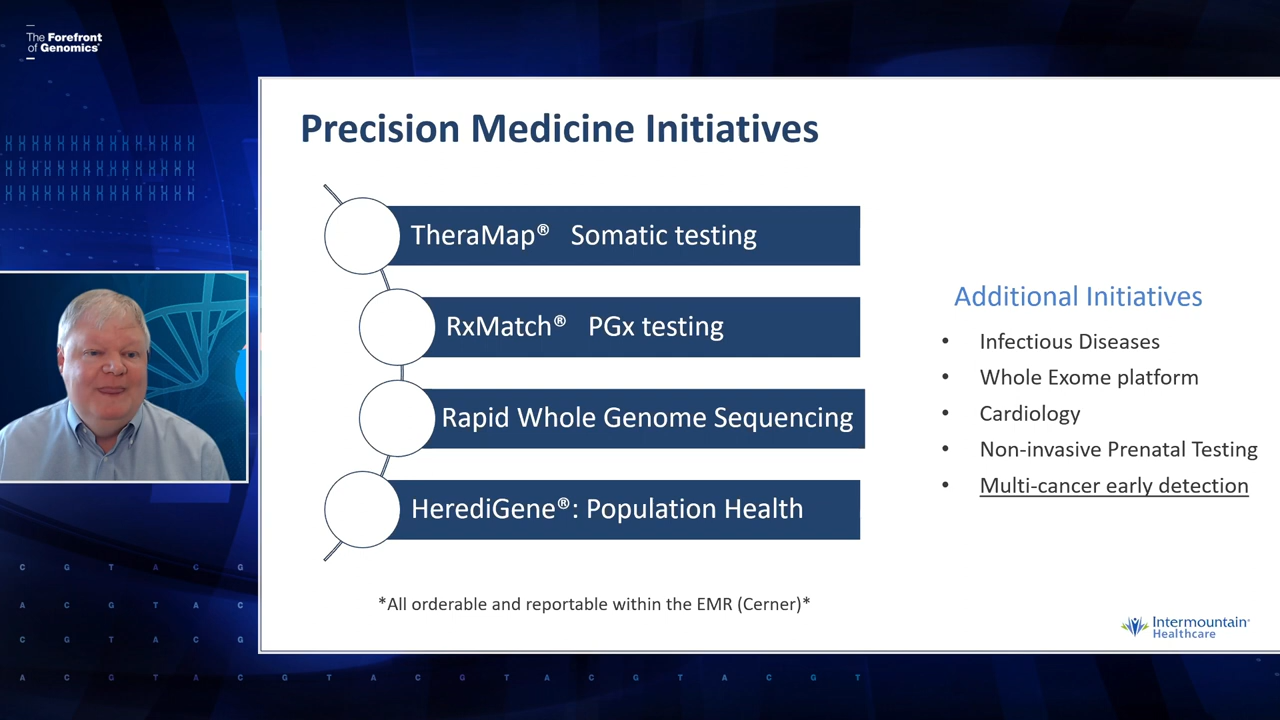 The Forefront
of Genomics®
Precision Medicine Initiatives
TheraMap® Somatic testing
RxMatch® PGx testing
Rapid Whole Genome Sequencing
HerediGene®: Population Health
*All orderable and reportable within the EMR (Cerner)*
Additional Initiatives
• Infectious Diseases
• Whole Exome platform
• Cardiology
• Non-invasive Prenatal Testing
• Multi-cancer early detection
Intermountain®
Healthcare
C G T A C G
A C G T A C
C G T A C G
A C G T A C G T A C G T A C G T A C G T